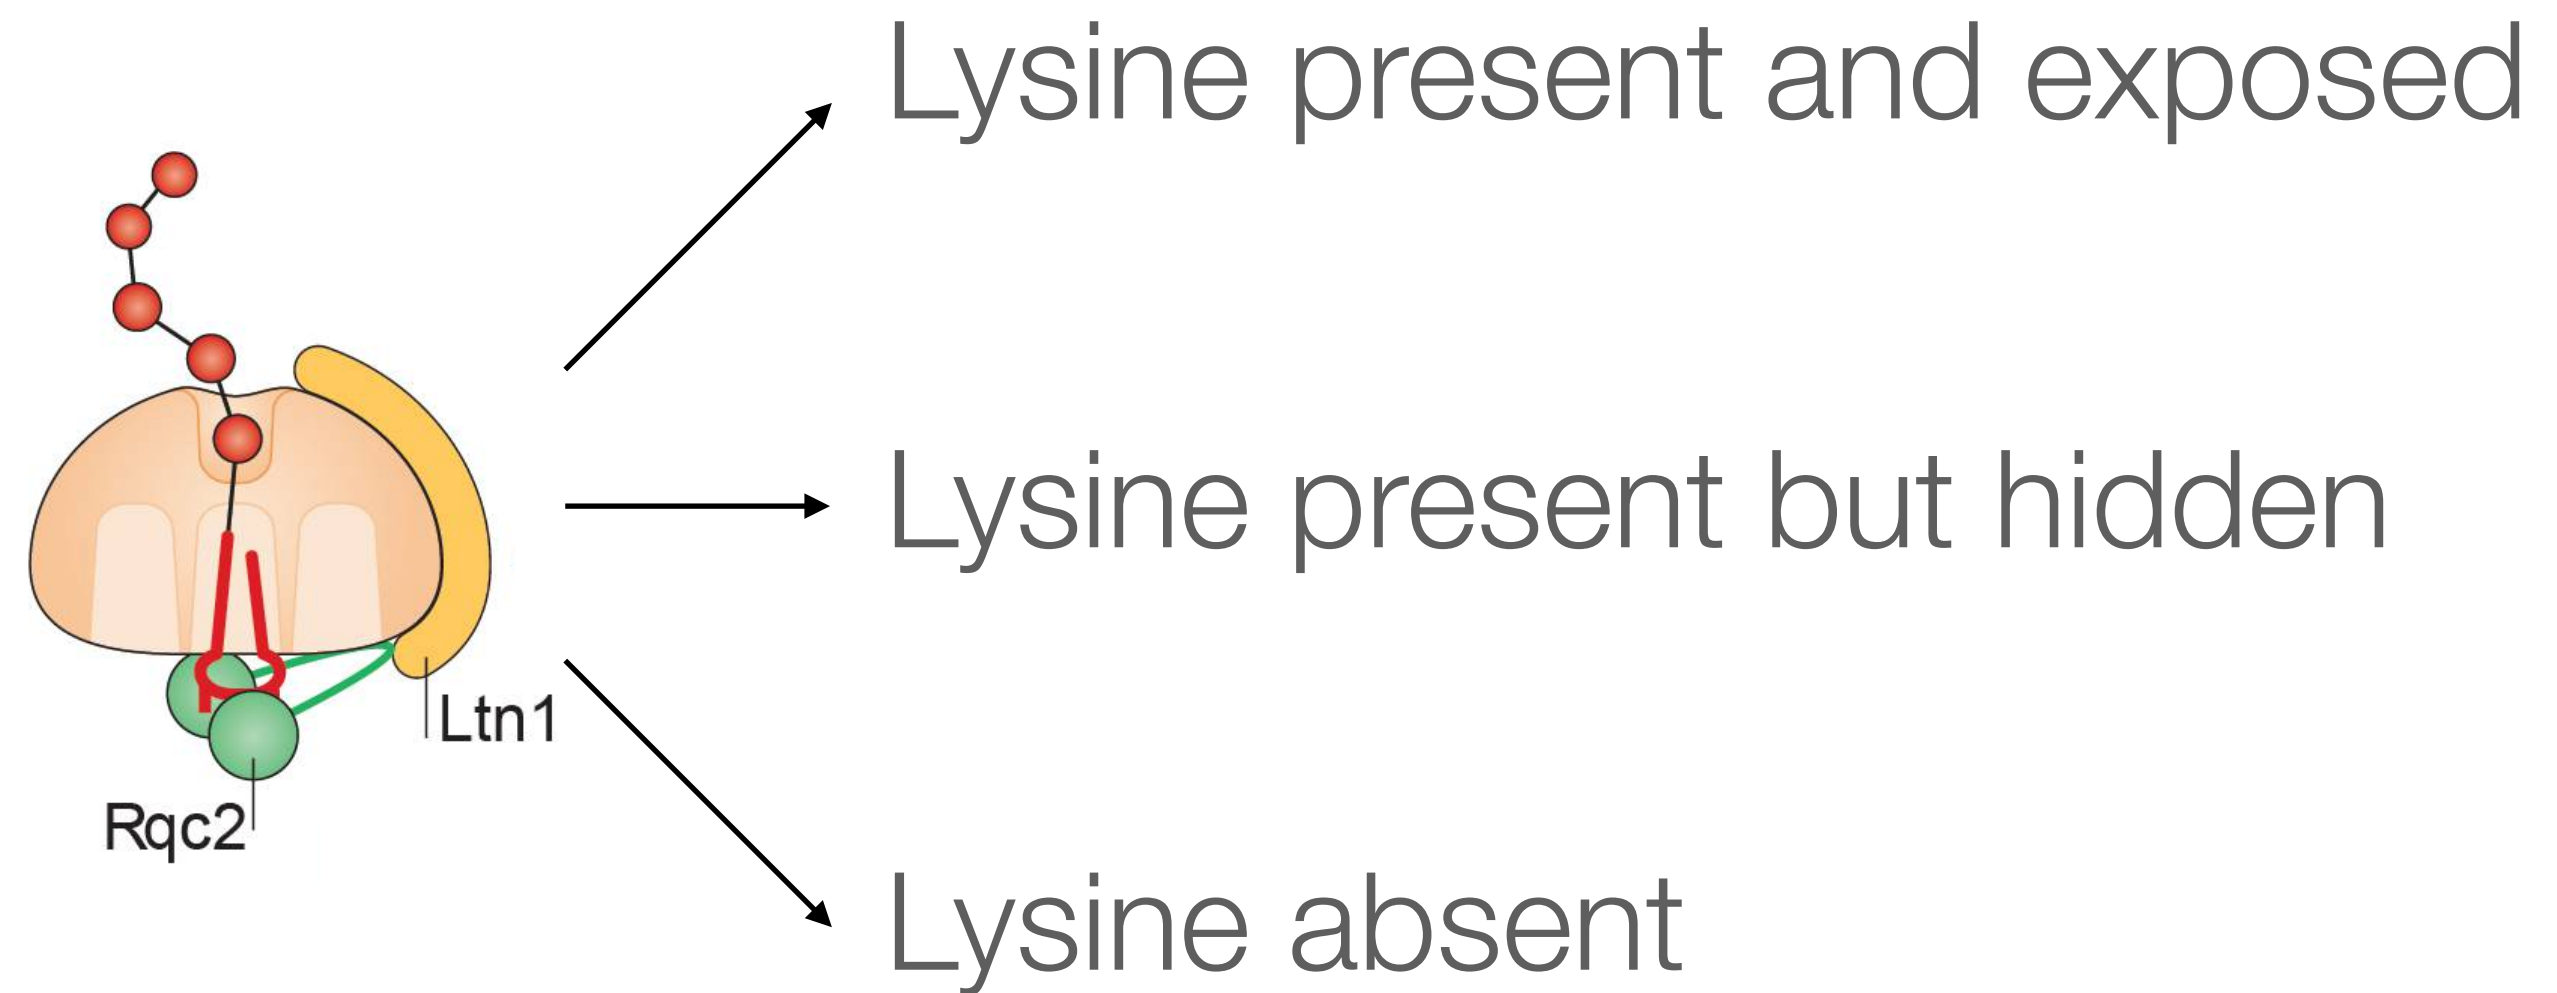 Lysine present and exposed
Lysine present but hidden
Ltn1
Rqc2
Lysine absent